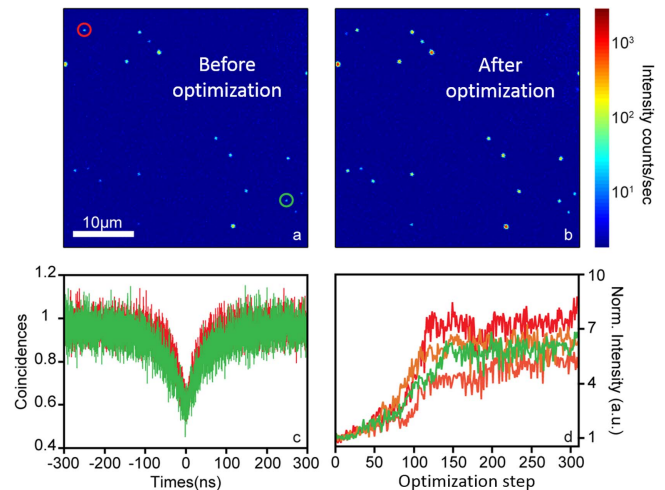 Before
optimization
10µm
a
After
optimization
b
10³
10²
10¹
Intensity counts/sec
1.2
1
0.8
0.6
0.4
Coincidences
-300 -200 -100 0 100 200 300
Times(ns)
c
10
7
4
1
Norm. Intensity (a.u.)
0 50 100 150 200 250 300
Optimization step
d